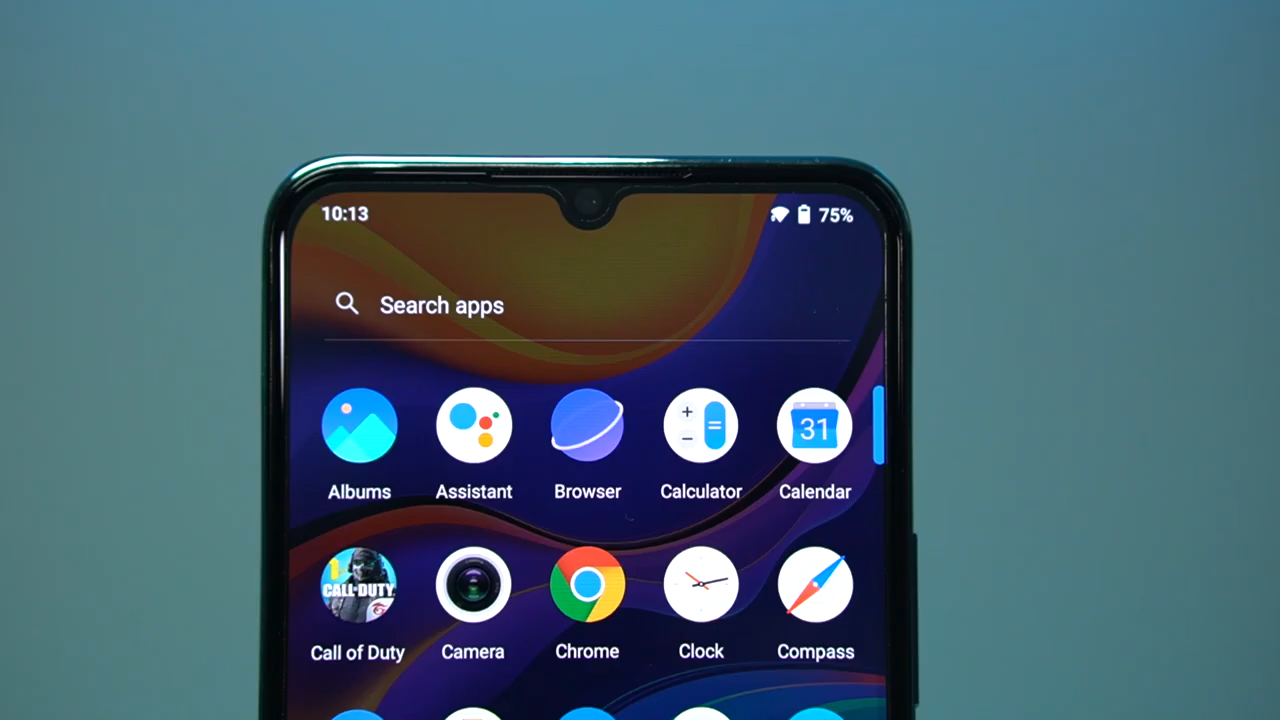 10:13 75%
Search apps
+ =
−
31
Albums Assistant Browser Calculator Calendar
CALL OF DUTY
Call of Duty Camera Chrome Clock Compass